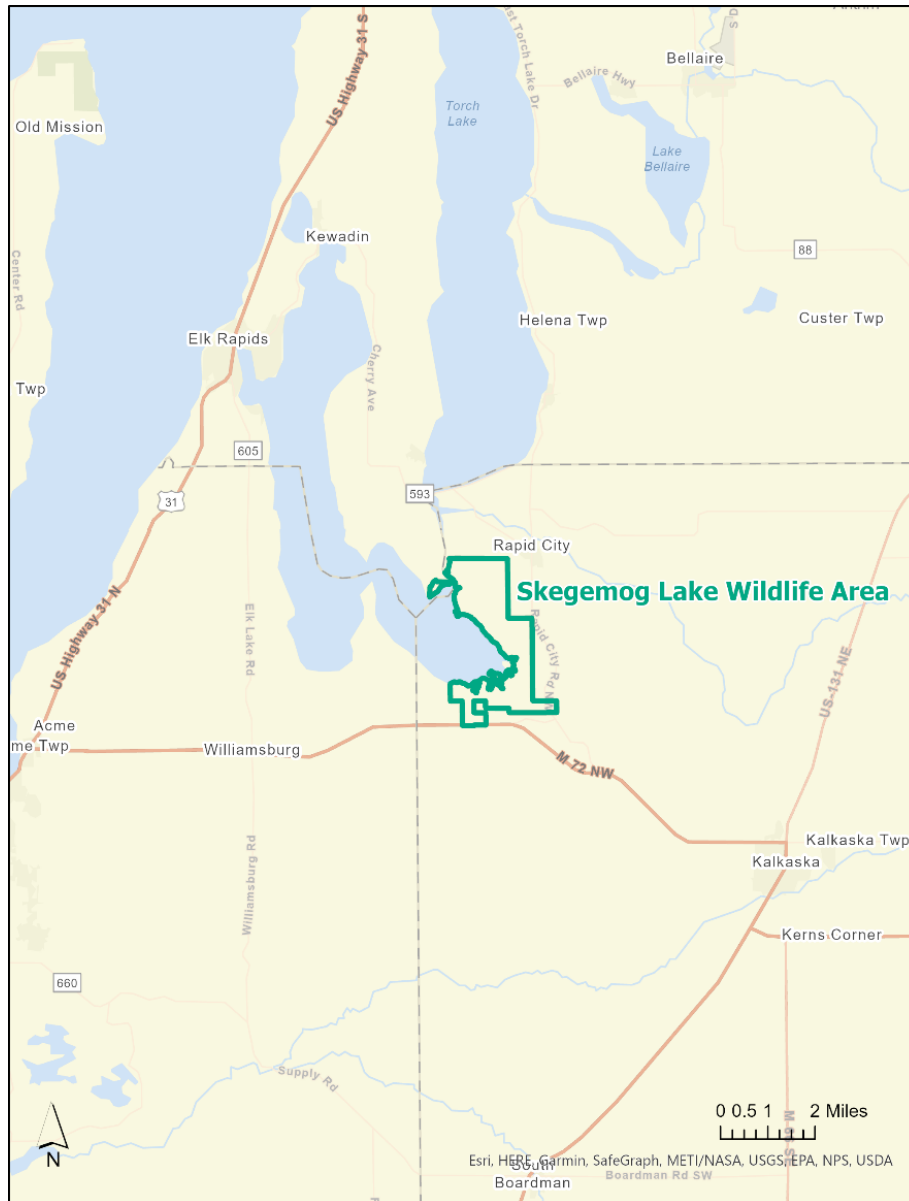 US Highway 31 S
East Torch Lake Dr
Bellaire
Bellaire Hwy
Torch
Lake
Old Mission
Lake
Bellaire
Kewadin
88
Center Rd
Helena Twp
Custer Twp
Elk Rapids
Cherry Ave
Twp
605
593
31
Rapid City
Skegemog Lake Wildlife Area
US Highway 31 N
Elk Lake Rd
Rapid City Rd NW
US-131 NE
Acme
me Twp
Williamsburg
M 72 NW
Kalkaska Twp
Kalkaska
Williamsburg Rd
Kerns Corner
660
Supply Rd
0 0.5 1 2 Miles
N
Esri, HERE, Garmin, SafeGraph, METI/NASA, USGS, EPA, NPS, USDA
South
Boardman
Boardman Rd SW